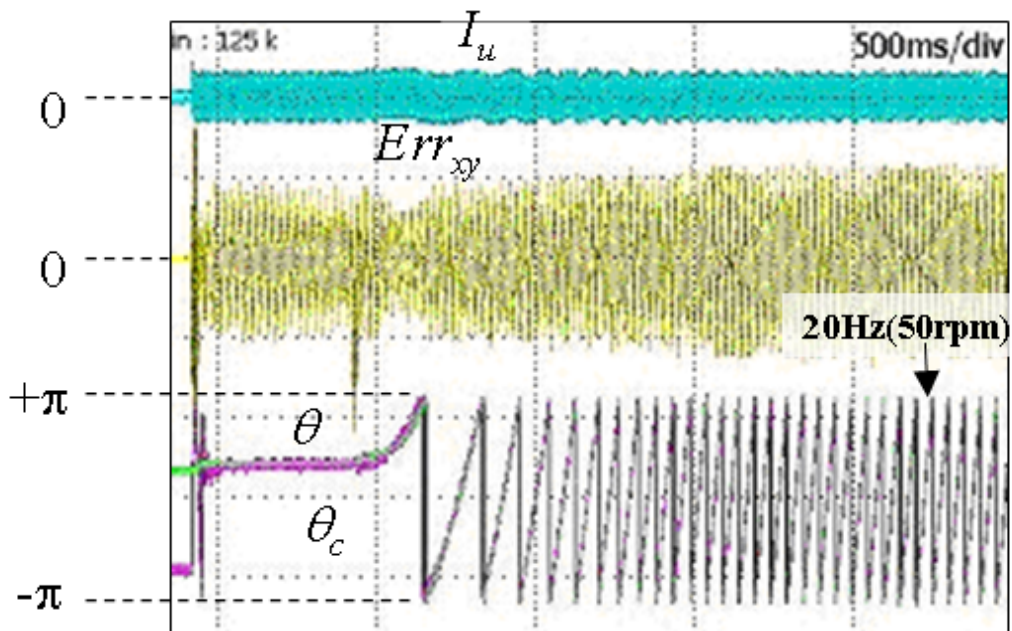 in : 125 k
I_u
500ms/div
0
Err_xy
0
20Hz(50rpm)
+π
θ
θ_c
-π